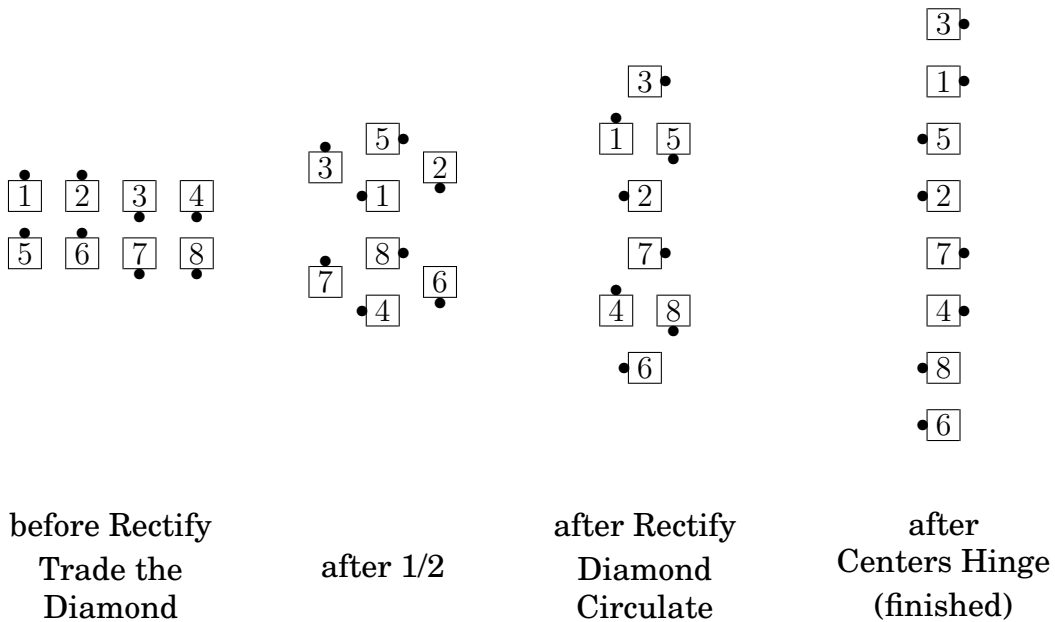 3
3 1
5 1 5 5
3 2
1 2 3 4 1 2 2
5 6 7 8 8 7 7
7 6
4 4 8 4
6 8
6
before Rectify after Rectify after
Trade the after 1/2 Diamond Centers Hinge
Diamond Circulate (finished)